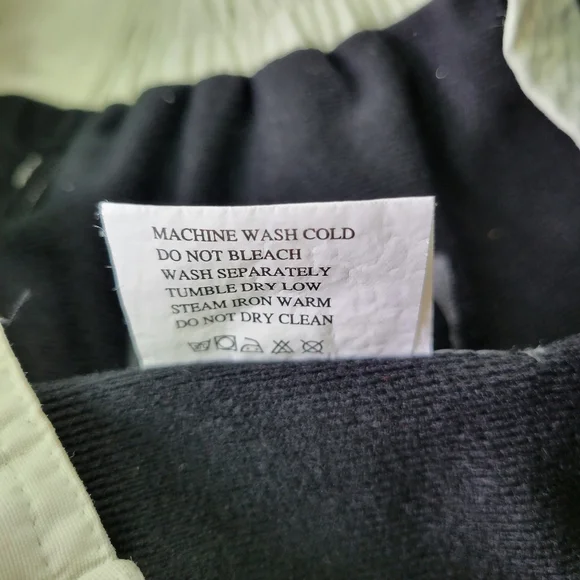 MACHINE WASH COLD
DO NOT BLEACH
WASH SEPARATELY
TUMBLE DRY LOW
STEAM IRON WARM
DO NOT DRY CLEAN